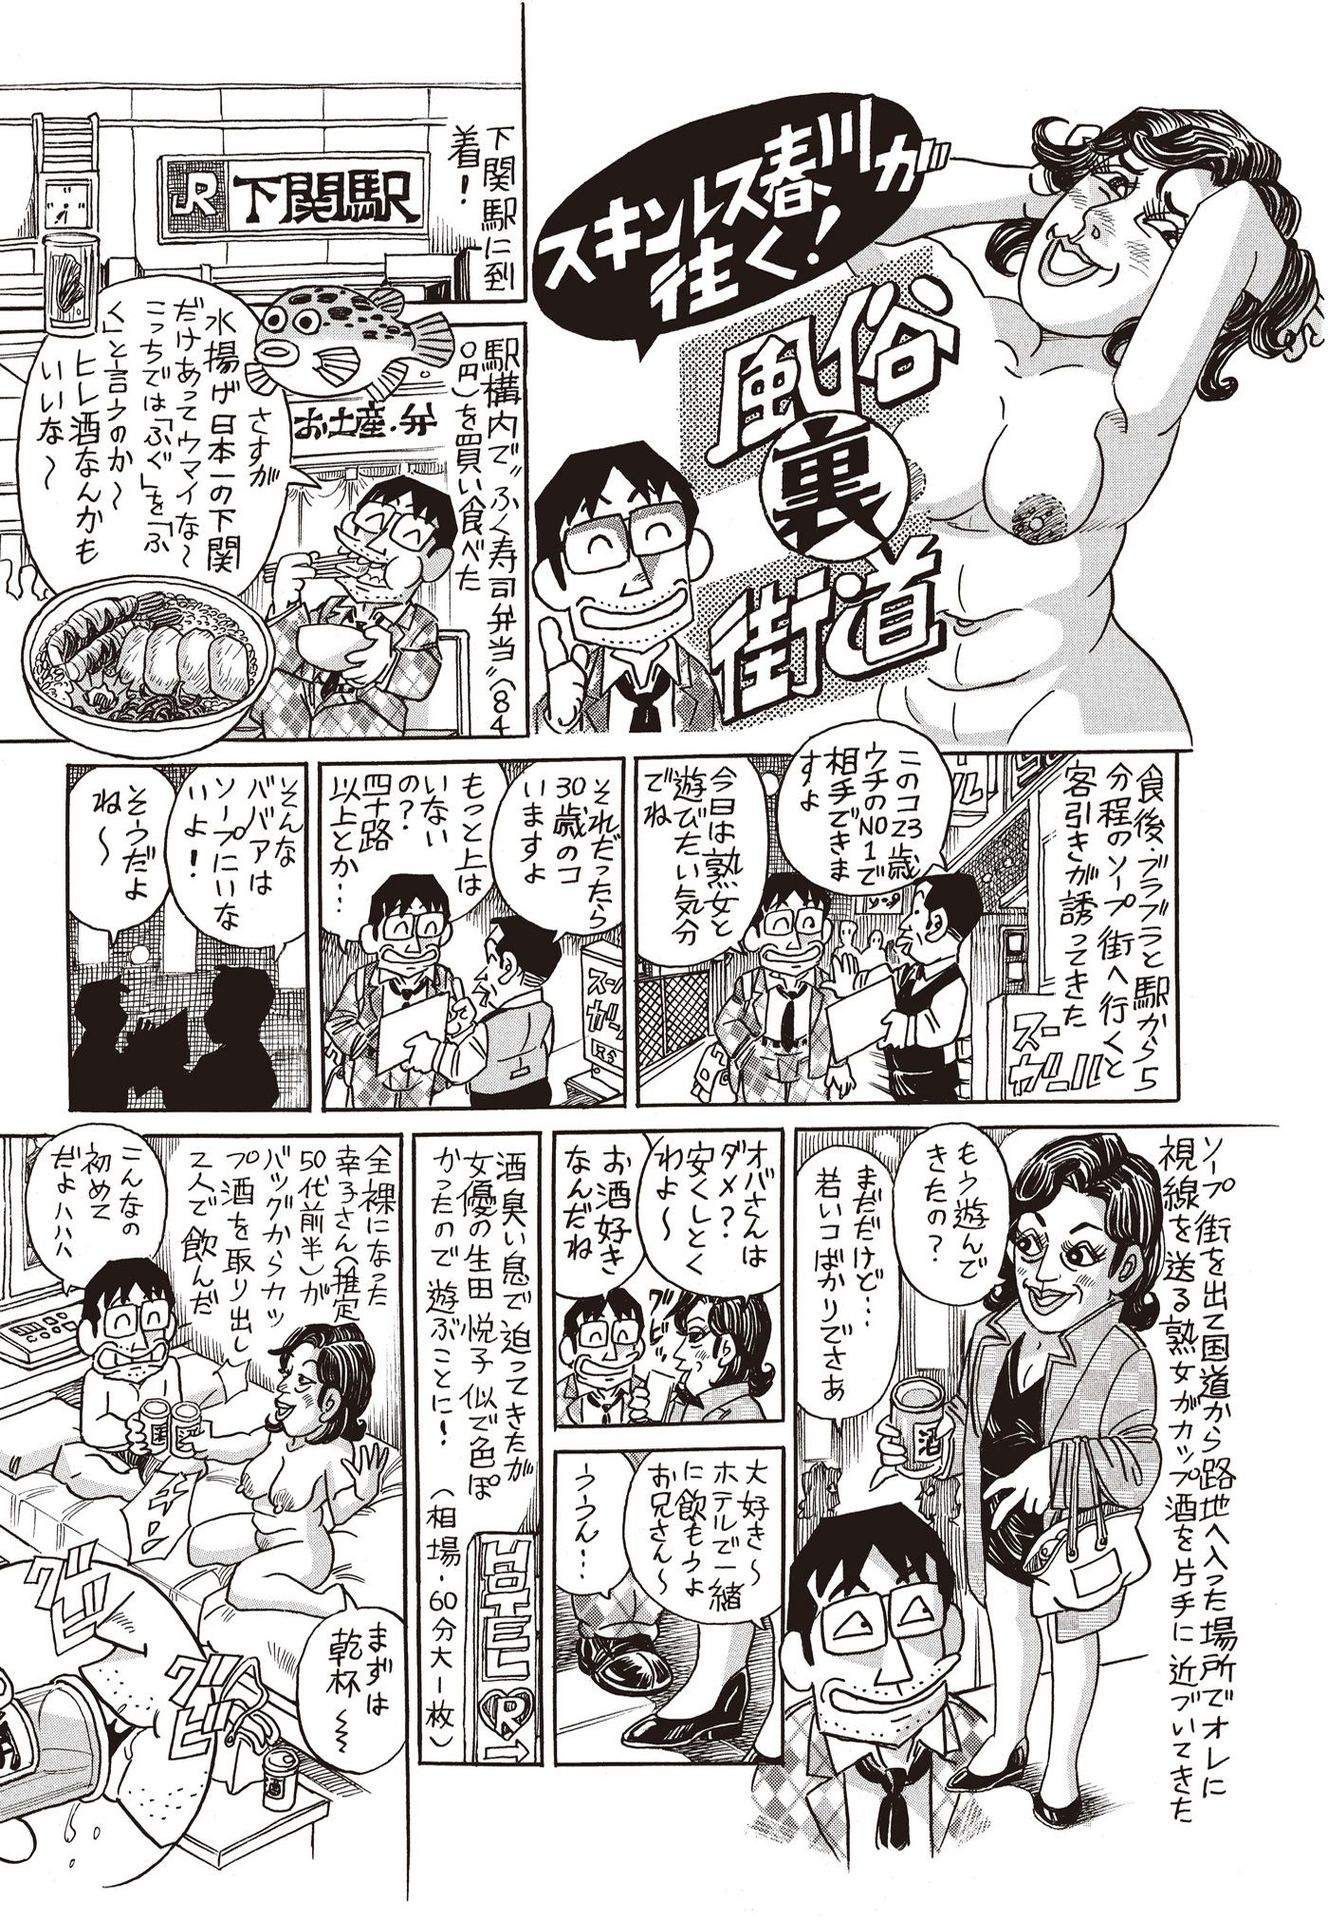 スキンレス春川が
往く!
風俗
裏
街道
下関駅に到
着!
JR 下関駅
駅構内で“ふく寿司弁当”(84
0円)を買い食べた
お土産・弁
さすが
水揚げ日本一の下関
だけあってウマイな~
こっちでは「ふぐ」を「ふ
く」と言うのか~
ヒレ酒なんかも
いいな~
食後・ブラブラと駅から5
分程のソープ街へ行くと
客引きが誘ってきた
このコ23歳
ウチのNO1で
相手できま
すよ
今日は熟女と
遊びたい気分
でね
スー
ガール
それだったら
30歳のコ
いますよ
もっと上は
いない
の?
四十路
以上とか…
そんな
ババアは
ソープにいな
いよ!
そうだよ
ね~
ソープ街を出て国道から路地へ入った場所でオレに
視線を送る熟女がカップ酒を片手に近づいてきた
もう遊んで
きたの?
まだだけど…
若いコばかりでさぁ
酒
オバさんは
ダメ?
安くしとく
わよ~
お酒好き
なんだね
グビ
大好き~
ホテルで一緒
に飲もうよ
お兄さん~
う~ん…
酒臭い息で迫ってきたが
女優の生田悦子似で色ぽ
かったので遊ぶことに!
(相場・60分大一枚)
HOTEL
R
全裸になった
幸子さん(推定
50代前半)が
バッグからカッ
プ酒を取り出し
2人で飲んだ
こんなの
初めて
だよハハハ
まずは
乾杯~
グビ
グビ
酒